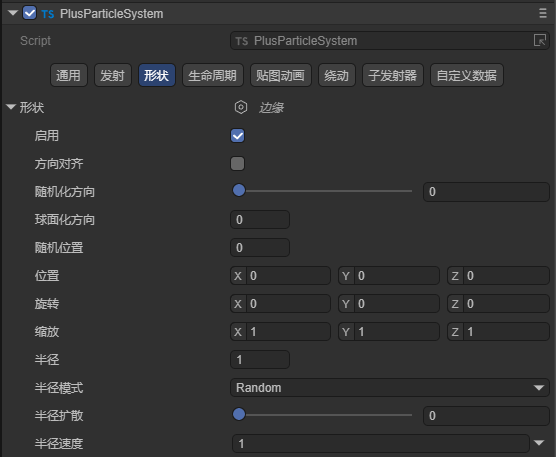 PlusParticleSystem
Script TS PlusParticleSystem
通用 发射 形状 生命周期 贴图动画 绕动 子发射器 自定义数据
形状 边缘
启用
方向对齐
随机化方向 0
球面化方向 0
随机位置 0
位置 X 0 Y 0 Z 0
旋转 X 0 Y 0 Z 0
缩放 X 1 Y 1 Z 1
半径 1
半径模式 Random
半径扩散 0
半径速度 1